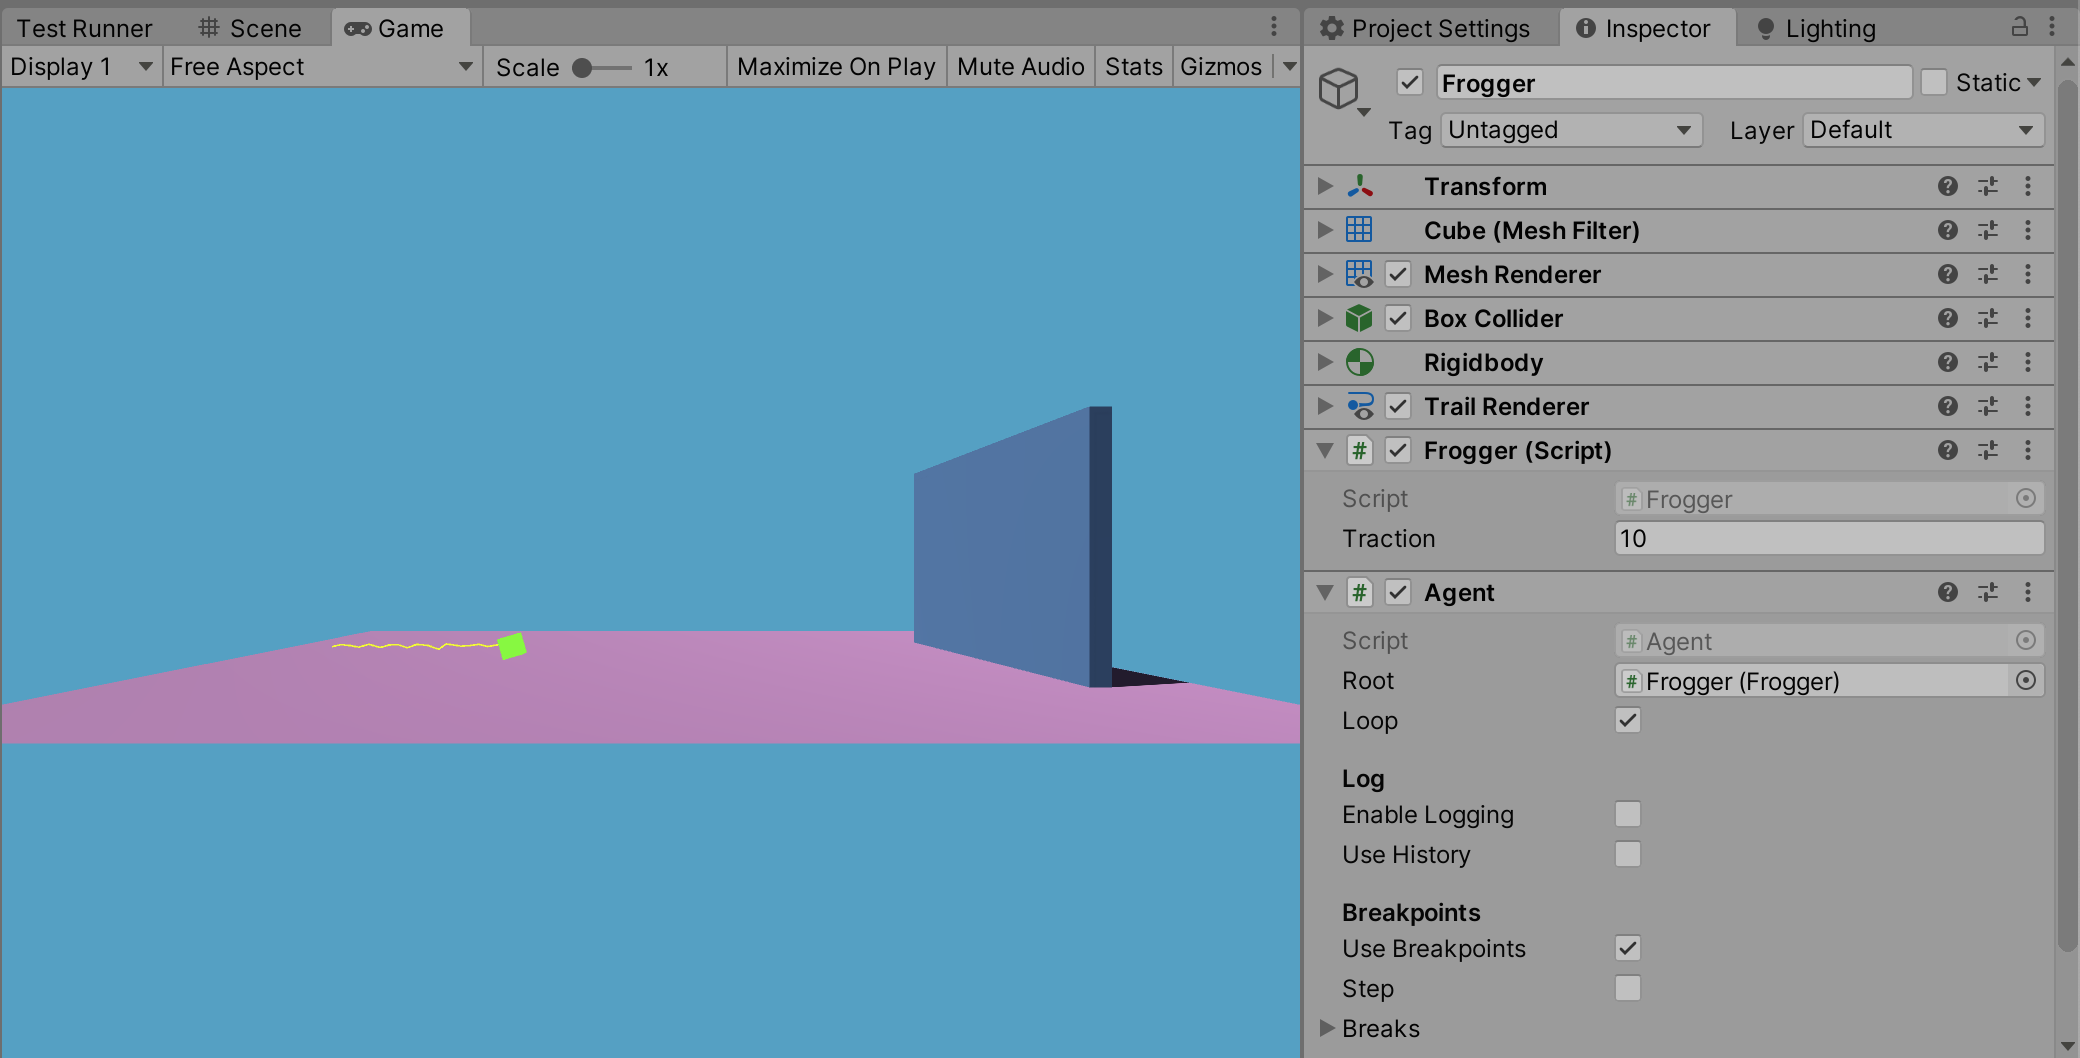 Test Runner
Scene
Game
Project Settings
Inspector
Lighting
Display 1
Free Aspect
Scale
1x
Maximize On Play
Mute Audio
Stats
Gizmos
Frogger
Static
Tag
Untagged
Layer
Default
Transform
Cube (Mesh Filter)
Mesh Renderer
Box Collider
Rigidbody
Trail Renderer
# Frogger (Script)
Script
# Frogger
Traction
10
# Agent
Script
# Agent
Root
# Frogger (Frogger)
Loop
Log
Enable Logging
Use History
Breakpoints
Use Breakpoints
Step
Breaks